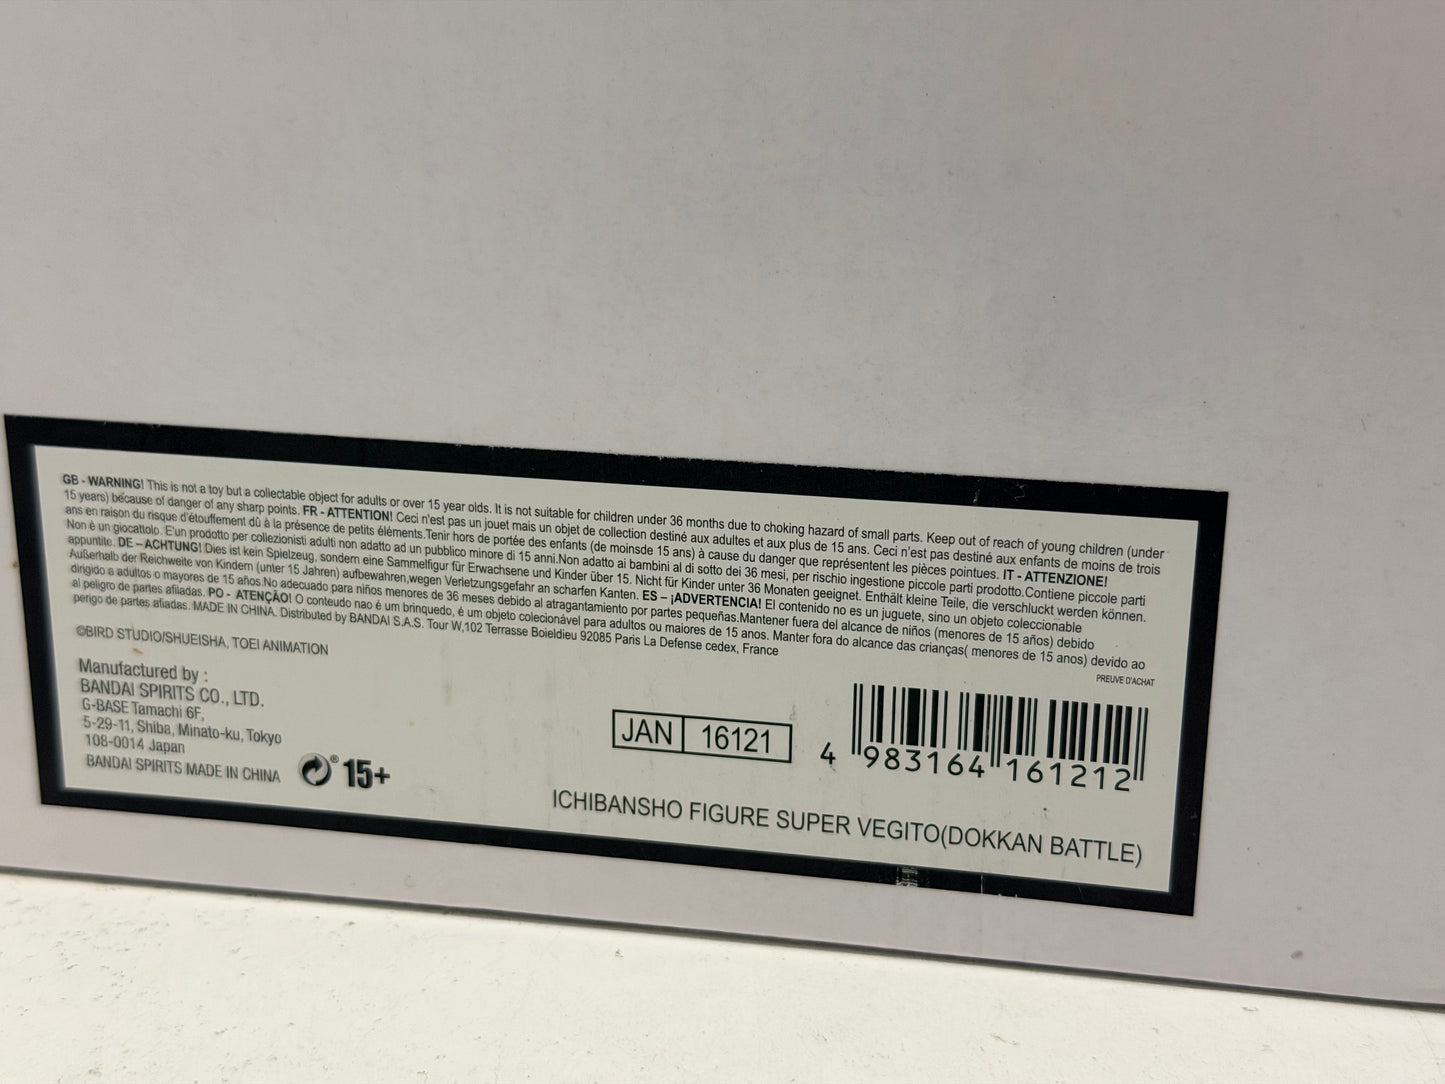 GB - WARNING! This is not a toy but a collectable object for adults or over 15 year olds. It is not suitable for children under 36 months due to choking hazard of small parts. Keep out of reach of young children (under
15 years) because of danger of any sharp points. FR - ATTENTION! Ceci n'est pas un jouet mais un objet de collection destiné aux adultes et aux plus de 15 ans. Ceci n'est pas destiné aux enfants de moins de trois
ans en raison du risque d'étouffement dû à la présence de petits éléments.Tenir hors de portée des enfants (de moinsde 15 ans) à cause du danger que représentent les pièces pointues. IT - ATTENZIONE!
Non è un giocattolo. E'un prodotto per collezionisti adulti non adatto ad un pubblico minore di 15 anni.Non adatto ai bambini al di sotto dei 36 mesi, per rischio ingestione piccole parti prodotto.Contiene piccole parti
appuntite. DE – ACHTUNG! Dies ist kein Spielzeug, sondern eine Sammelfigur für Erwachsene und Kinder über 15. Nicht für Kinder unter 36 Monaten geeignet. Enthält kleine Teile, die verschluckt werden können.
Außerhalb der Reichweite von Kindern (unter 15 Jahren) aufbewahren,wegen Verletzungsgefahr an scharfen Kanten. ES – ¡ADVERTENCIA! El contenido no es un juguete, sino un objeto coleccionable
dirigido a adultos o mayores de 15 años.No adecuado para niños menores de 36 meses debido al atragantamiento por partes pequeñas.Mantener fuera del alcance de niños (menores de 15 años) debido
al peligro de partes afiladas. PO - ATENÇÃO! O conteudo nao é um brinquedo, é um objeto colecionável para adultos ou maiores de 15 anos. Manter fora do alcance das crianças( menores de 15 anos) devido ao
perigo de partes afiadas. MADE IN CHINA. Distributed by BANDAI S.A.S. Tour W,102 Terrasse Boieldieu 92085 Paris La Defense cedex, France
©BIRD STUDIO/SHUEISHA, TOEI ANIMATION
PREUVE D'ACHAT
Manufactured by :
BANDAI SPIRITS CO., LTD.
G-BASE Tamachi 6F,
5-29-11, Shiba, Minato-ku, Tokyo
108-0014 Japan
BANDAI SPIRITS MADE IN CHINA
® 15+
JAN 16121
4 983164 161212
ICHIBANSHO FIGURE SUPER VEGITO(DOKKAN BATTLE)